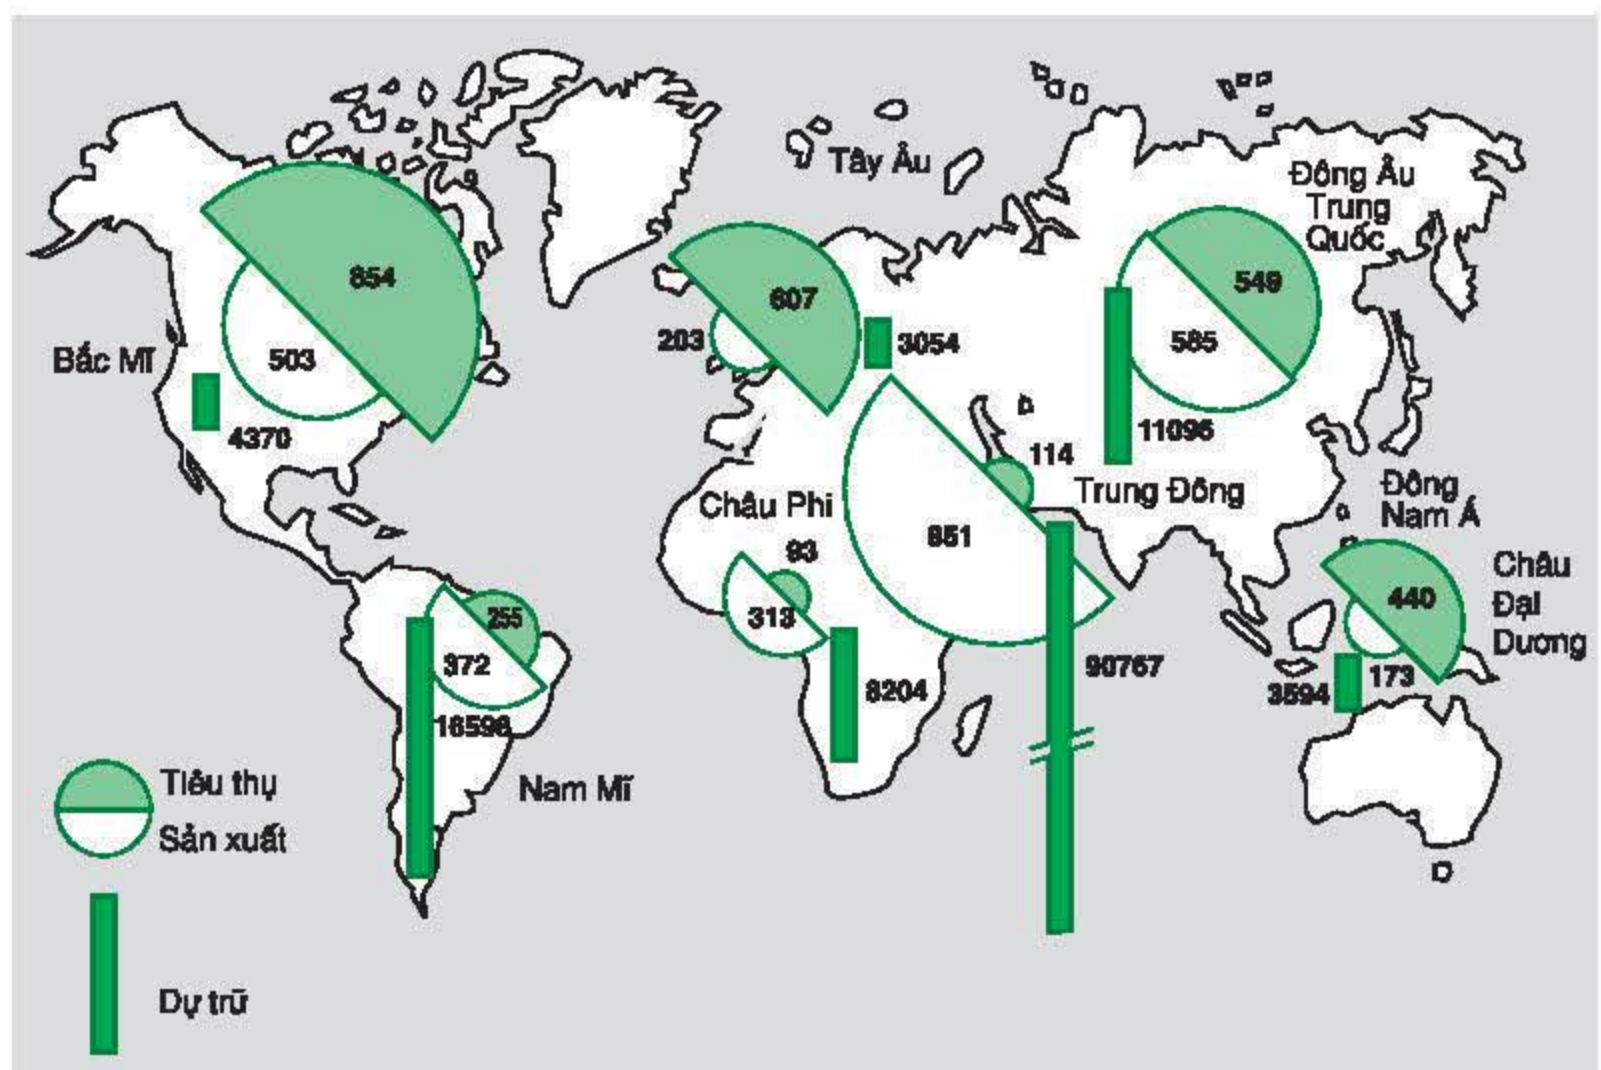 Tây Âu
Đông Âu
Trung
Quốc
854
549
607
203
3054
585
Bắc Mĩ
503
4370
11095
114
Trung Đông
Đông
Nam Á
Châu Phi
851
93
Châu
Đại
Dương
440
255
313
372
90767
173
8204
3594
16596
Tiêu thụ
Nam Mĩ
Sản xuất
Dự trữ